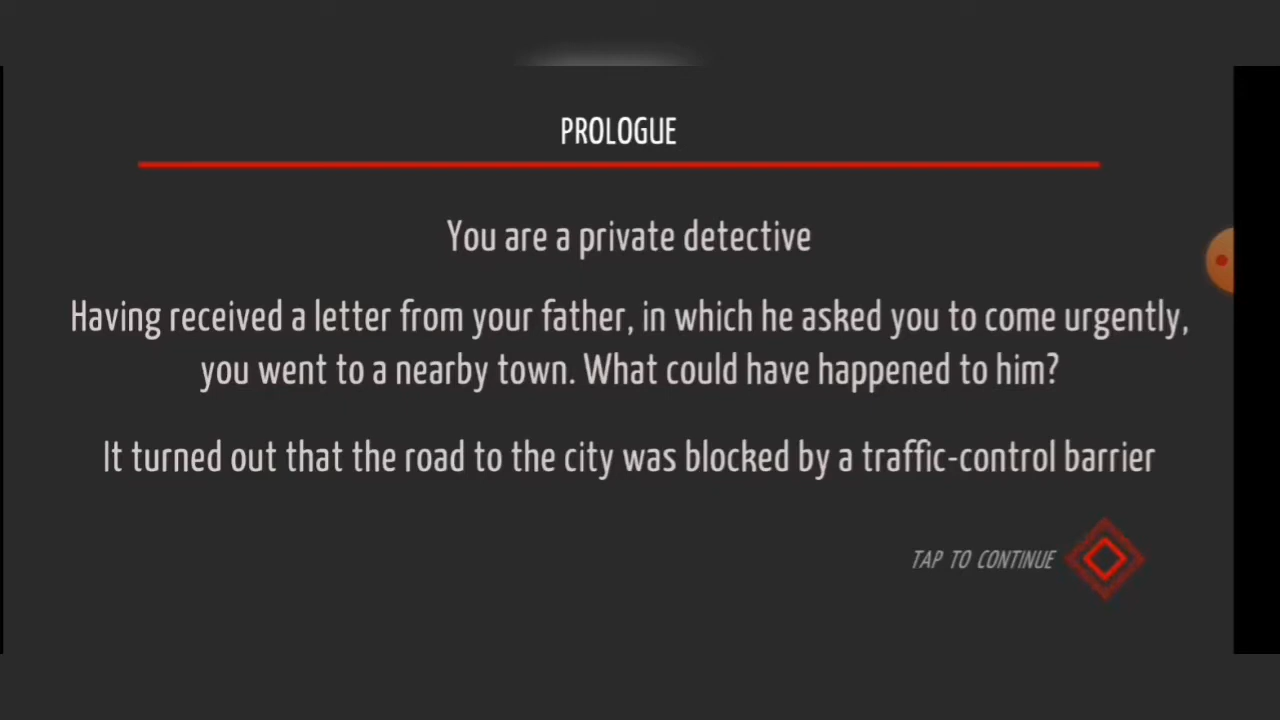 PROLOGUE
You are a private detective
Having received a letter from your father, in which he asked you to come urgently,
you went to a nearby town. What could have happened to him?
It turned out that the road to the city was blocked by a traffic-control barrier
TAP TO CONTINUE